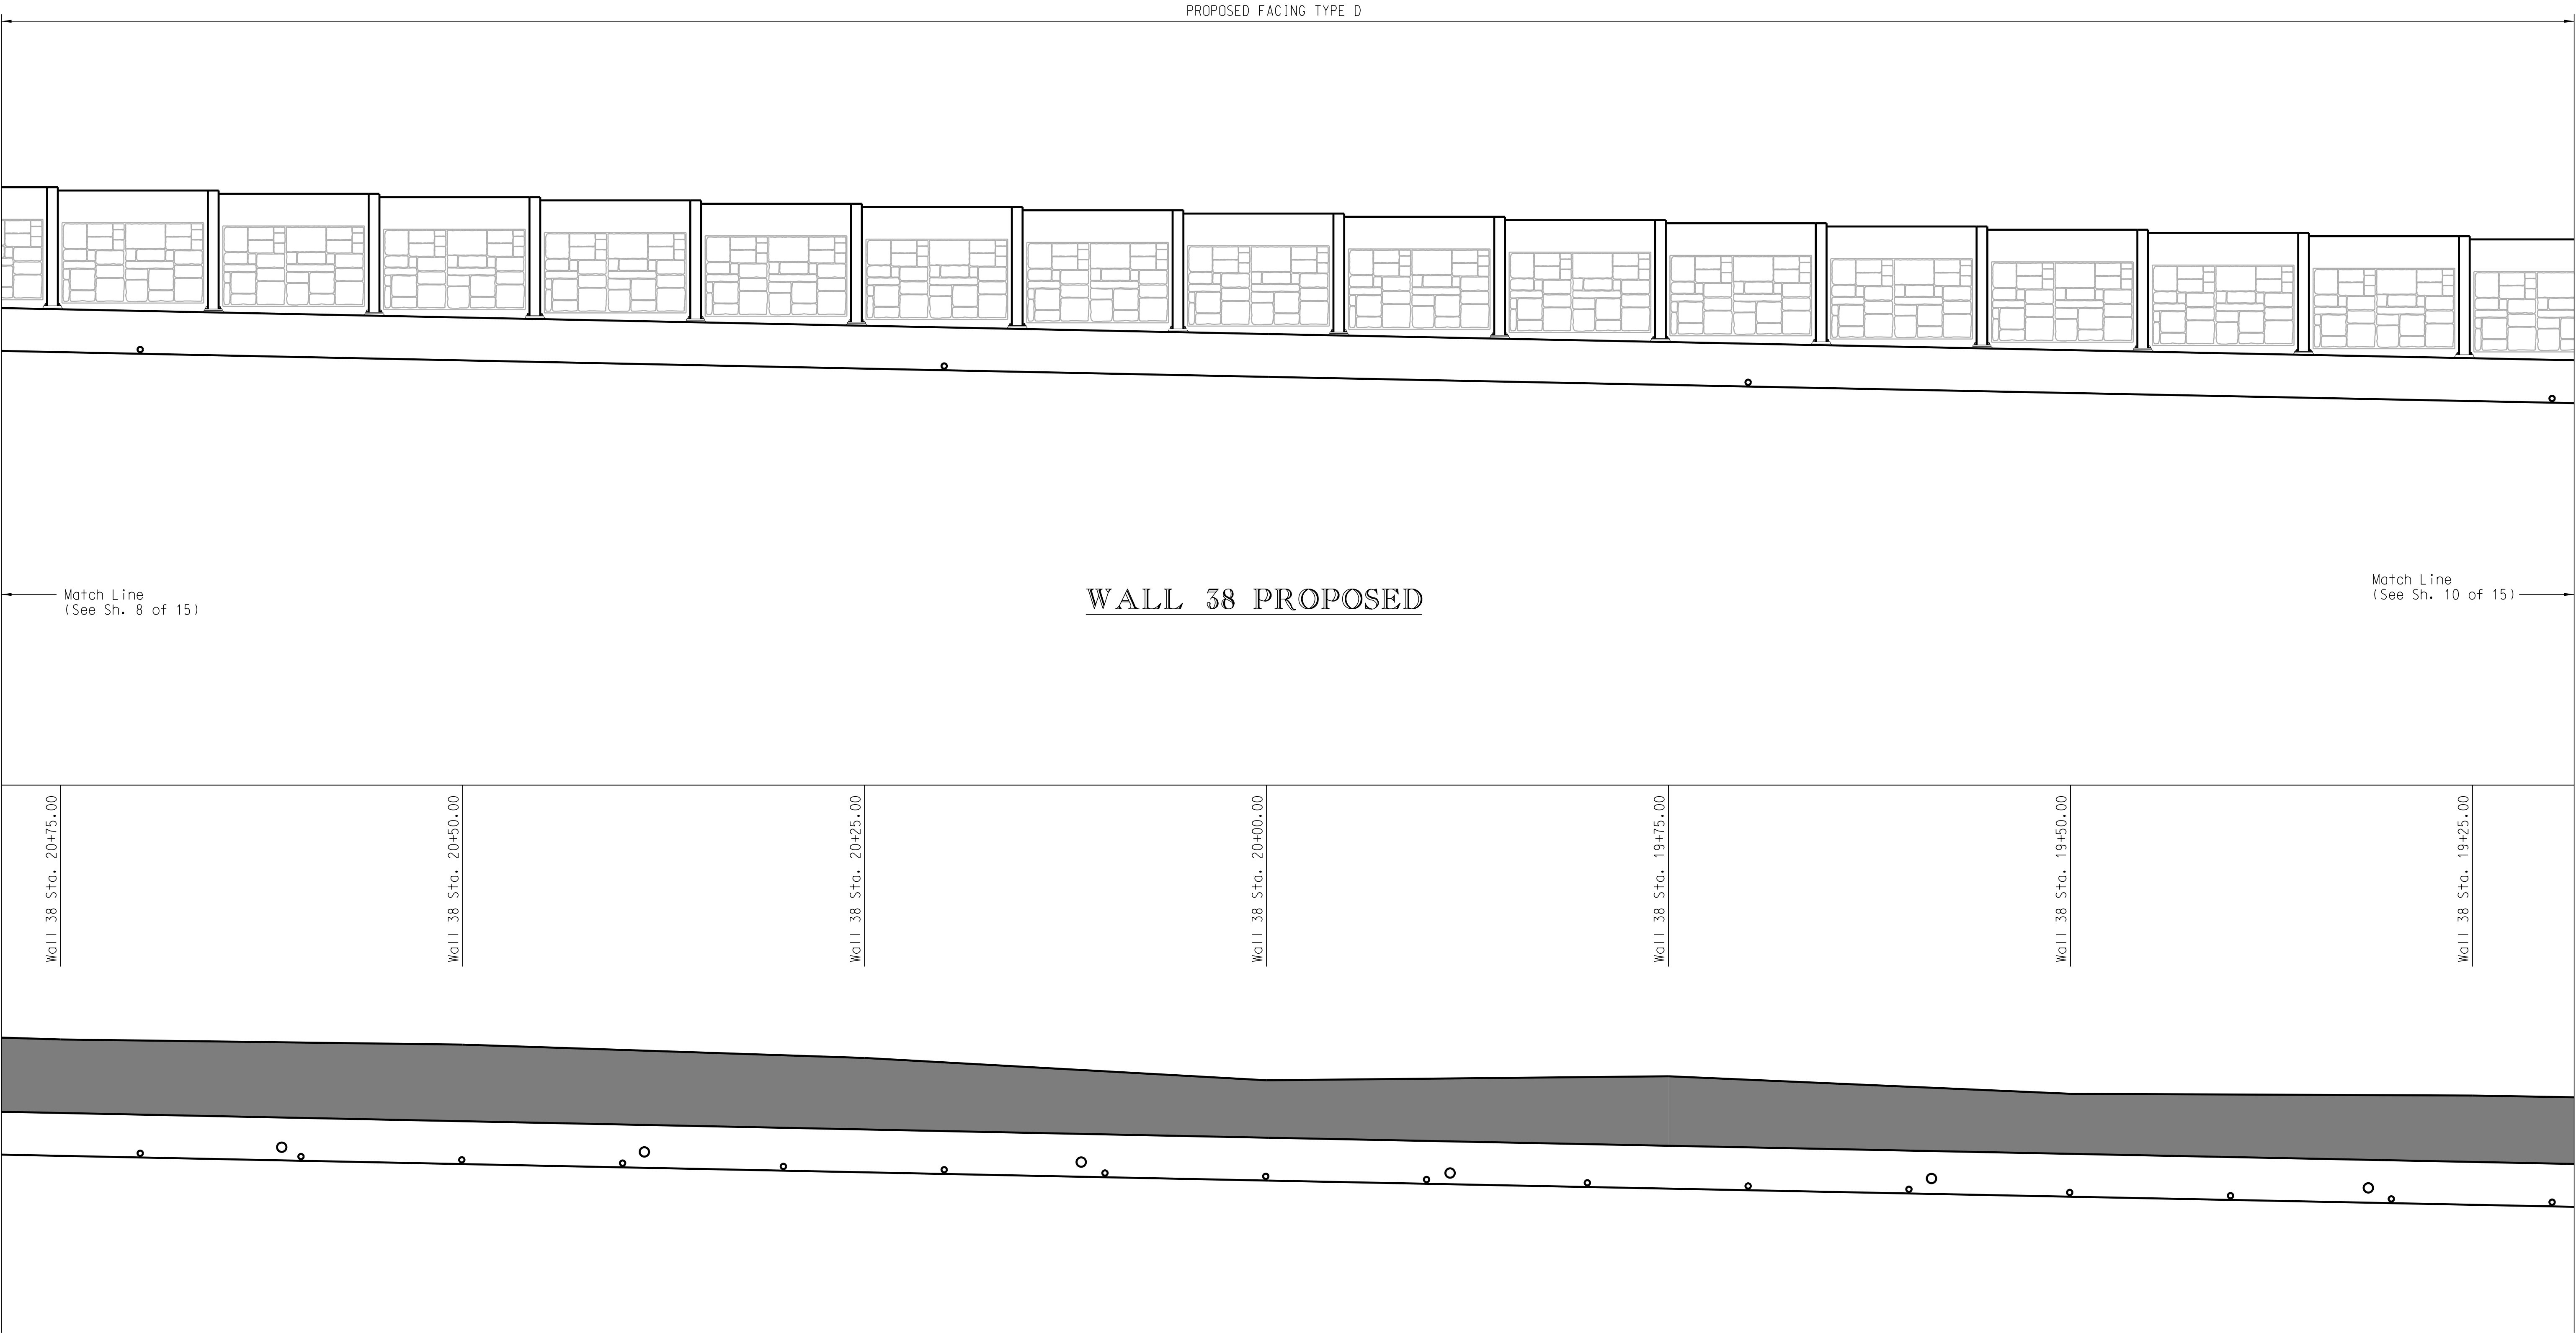 PROPOSED FACING TYPE D
Match Line
(See Sh. 8 of 15)
WALL 38 PROPOSED
Match Line
(See Sh. 10 of 15)
Wall 38 Sta. 20+75.00
Wall 38 Sta. 20+50.00
Wall 38 Sta. 20+25.00
Wall 38 Sta. 20+00.00
Wall 38 Sta. 19+75.00
Wall 38 Sta. 19+50.00
Wall 38 Sta. 19+25.00